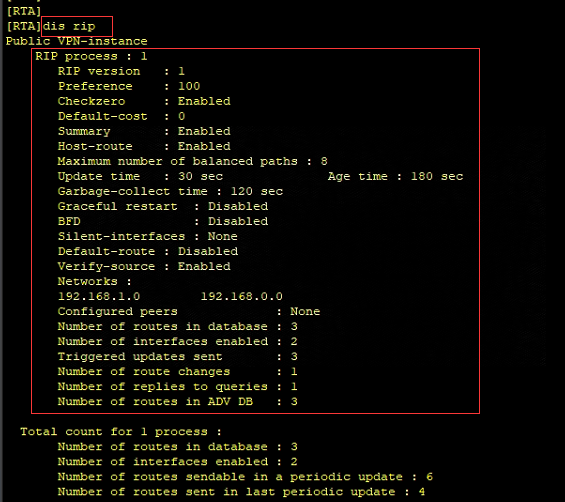 [RTA]
[RTA]dis rip
Public VPN-instance
RIP process : 1
RIP version : 1
Preference : 100
Checkzero : Enabled
Default-cost : 0
Summary : Enabled
Host-route : Enabled
Maximum number of balanced paths : 8
Update time : 30 sec Age time : 180 sec
Garbage-collect time : 120 sec
Graceful restart : Disabled
BFD : Disabled
Silent-interfaces : None
Default-route : Disabled
Verify-source : Enabled
Networks :
192.168.1.0 192.168.0.0
Configured peers : None
Number of routes in database : 3
Number of interfaces enabled : 2
Triggered updates sent : 3
Number of route changes : 1
Number of replies to queries : 1
Number of routes in ADV DB : 3
Total count for 1 process :
Number of routes in database : 3
Number of interfaces enabled : 2
Number of routes sendable in a periodic update : 6
Number of routes sent in last periodic update : 4